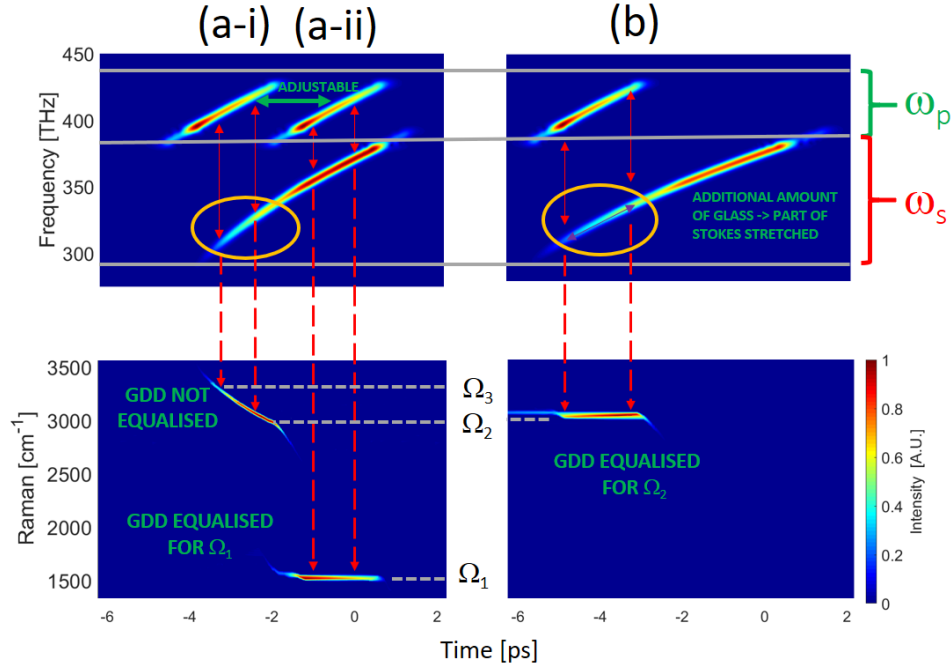 (a-i) (a-ii) (b)
450
400
350
300
Frequency [THz]
ADJUSTABLE
ADDITIONAL AMOUNT
OF GLASS -> PART OF
STOKES STRETCHED
ωp
ωs
3500
3000
2500
2000
1500
Raman [cm-1]
GDD NOT
EQUALISED
GDD EQUALISED
FOR Ω1
Ω3
Ω2
Ω1
GDD EQUALISED
FOR Ω2
1
0.8
0.6
0.4
0.2
0
Intensity [A.U.]
-6 -4 -2 0 2
-6 -4 -2 0 2
Time [ps]